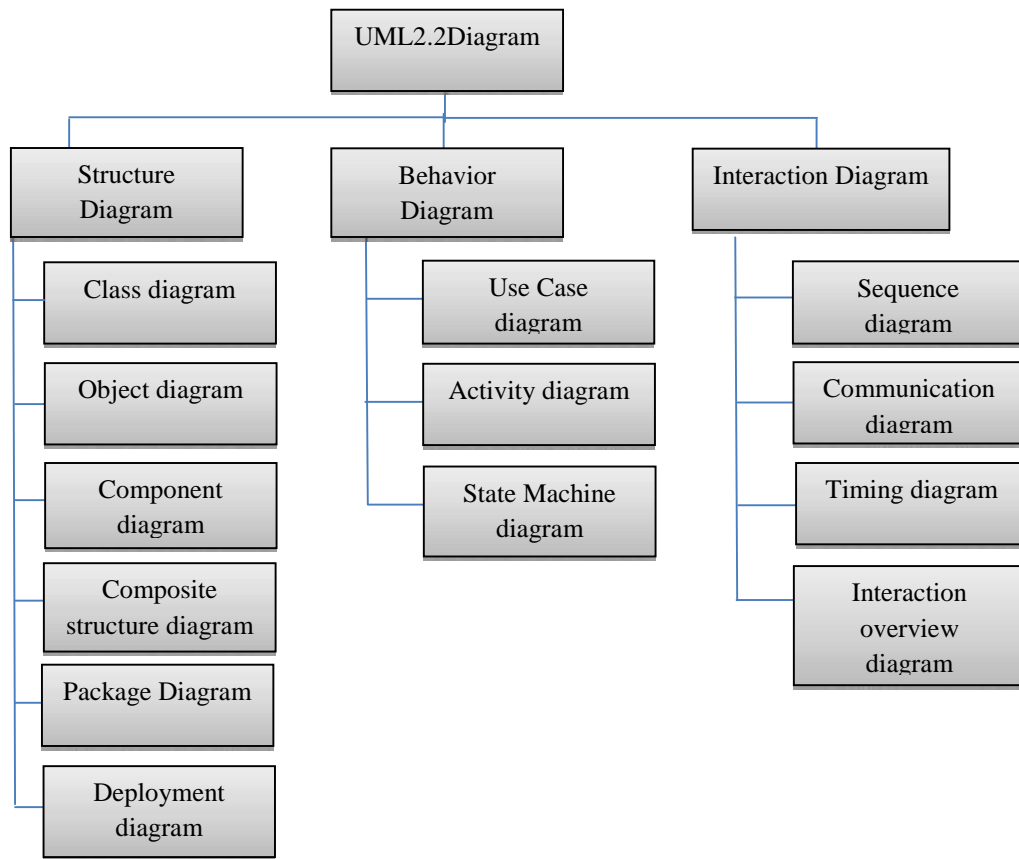 UML2.2Diagram
Structure
Diagram
Behavior
Diagram
Interaction Diagram
Class diagram
Object diagram
Component
diagram
Composite
structure diagram
Package Diagram
Deployment
diagram
Use Case
diagram
Activity diagram
State Machine
diagram
Sequence
diagram
Communication
diagram
Timing diagram
Interaction
overview
diagram